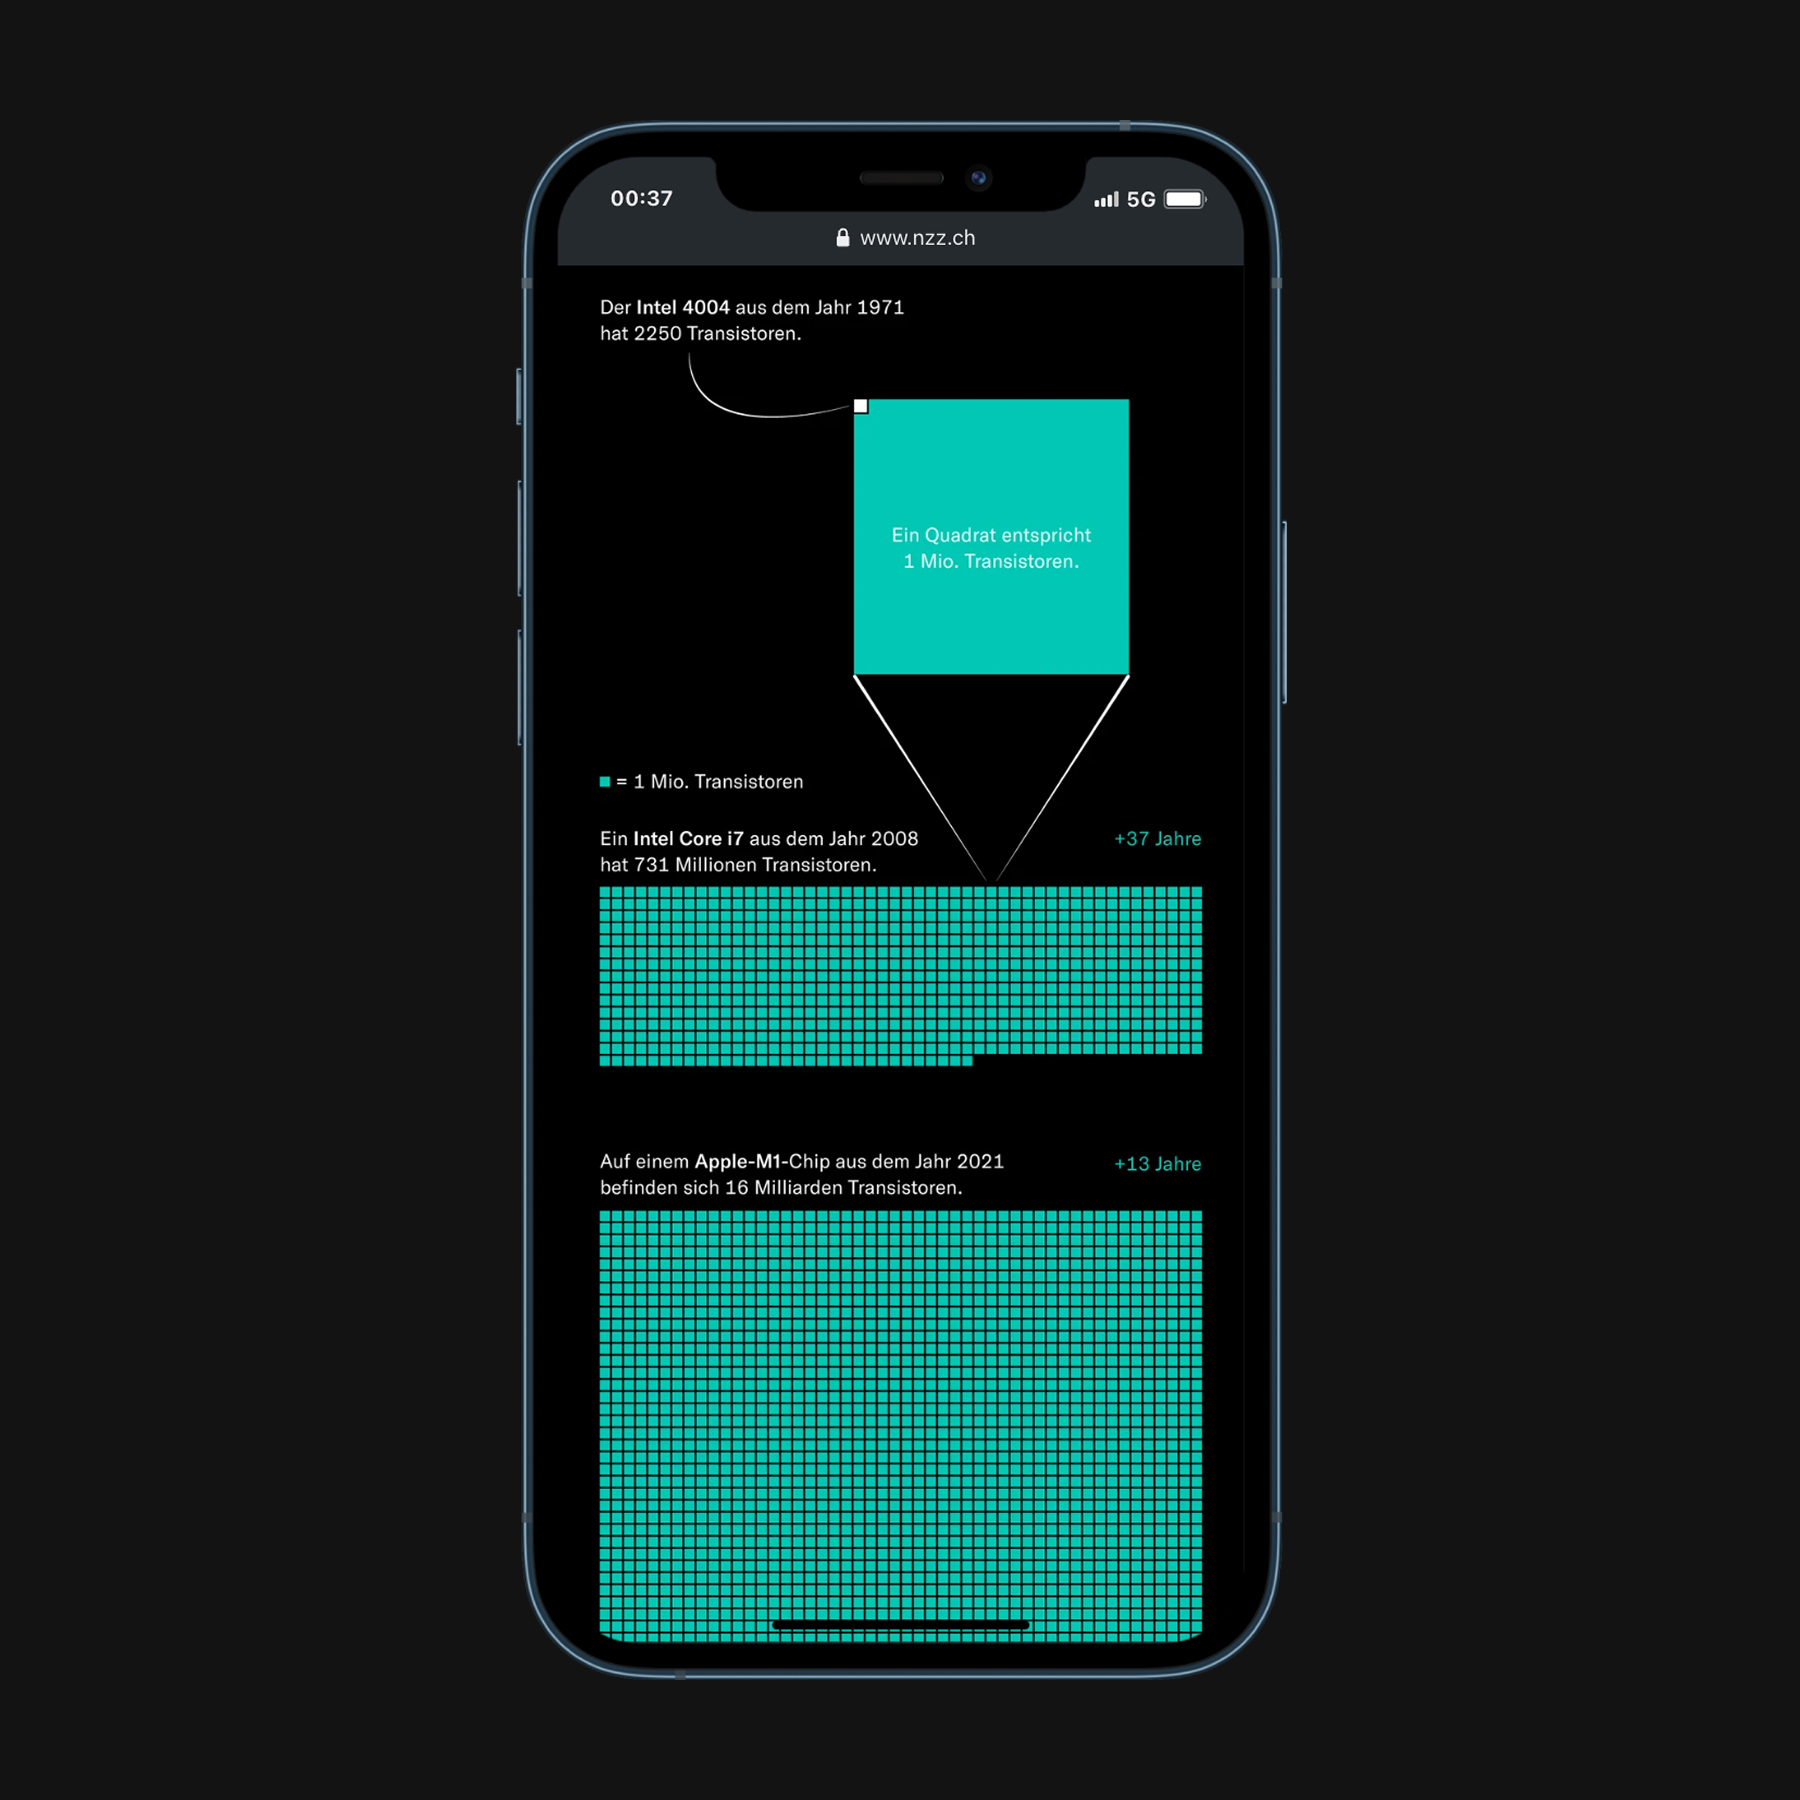 00:37
5G
www.nzz.ch
Der Intel 4004 aus dem Jahr 1971
hat 2250 Transistoren.
Ein Quadrat entspricht
1 Mio. Transistoren.
= 1 Mio. Transistoren
Ein Intel Core i7 aus dem Jahr 2008
hat 731 Millionen Transistoren.
+37 Jahre
Auf einem Apple-M1-Chip aus dem Jahr 2021
befinden sich 16 Milliarden Transistoren.
+13 Jahre